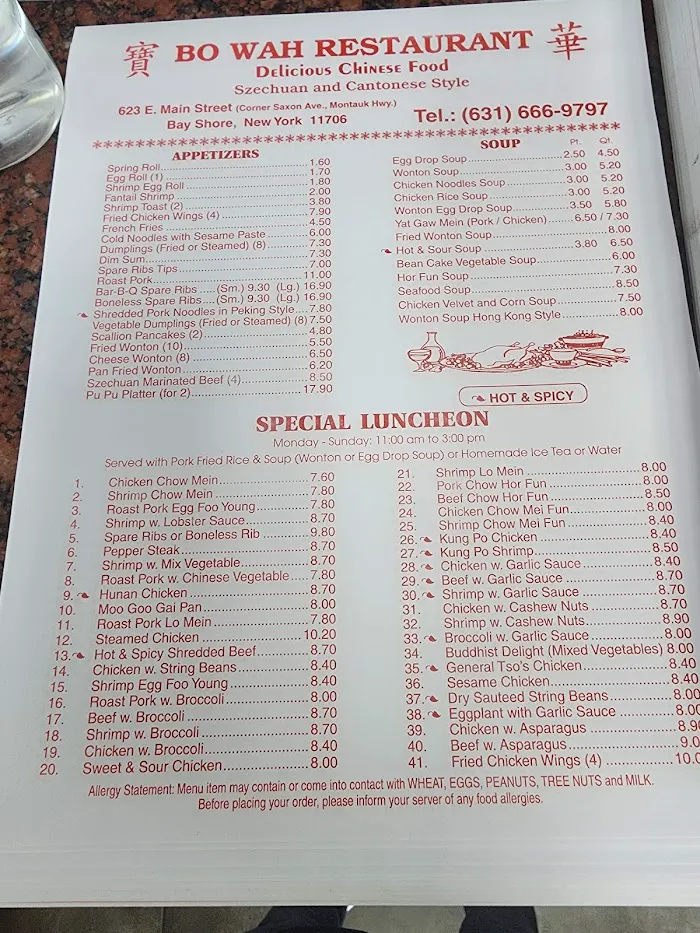 寶 BO WAH RESTAURANT 華
Delicious Chinese Food
Szechuan and Cantonese Style
623 E. Main Street (Corner Saxon Ave., Montauk Hwy.)
Bay Shore, New York 11706
Tel.: (631) 666-9797
APPETIZERS
Spring Roll 1.60
Egg Roll (1) 1.70
Shrimp Egg Roll 1.80
Fantail Shrimp 2.00
Shrimp Toast (2) 3.80
Fried Chicken Wings (4) 7.90
French Fries 4.50
Cold Noodles with Sesame Paste 6.00
Dumplings (Fried or Steamed) (8) 7.30
Dim Sum 7.30
Spare Ribs Tips 7.00
Roast Pork 11.00
Bar-B-Q Spare Ribs (Sm.) 9.30 (Lg.) 16.90
Boneless Spare Ribs (Sm.) 9.30 (Lg.) 16.90
Shredded Pork Noodles in Peking Style 7.80
Vegetable Dumplings (Fried or Steamed) (8) 7.50
Scallion Pancakes (2) 4.80
Fried Wonton (10) 5.50
Cheese Wonton (8) 6.50
Pan Fried Wonton 6.20
Szechuan Marinated Beef (4) 8.50
Pu Pu Platter (for 2) 17.90
SOUP Pt. Qt.
Egg Drop Soup 2.50 4.50
Wonton Soup 3.00 5.20
Chicken Noodles Soup 3.00 5.20
Chicken Rice Soup 3.00 5.20
Wonton Egg Drop Soup 3.50 5.80
Yat Gaw Mein (Pork / Chicken) 6.50 / 7.30
Fried Wonton Soup 8.00
Hot & Sour Soup 3.80 6.50
Bean Cake Vegetable Soup 6.00
Hor Fun Soup 7.30
Seafood Soup 8.50
Chicken Velvet and Corn Soup 7.50
Wonton Soup Hong Kong Style 8.00
HOT & SPICY
SPECIAL LUNCHEON
Monday - Sunday: 11:00 am to 3:00 pm
Served with Pork Fried Rice & Soup (Wonton or Egg Drop Soup) or Homemade Ice Tea or Water
1. Chicken Chow Mein 7.60
2. Shrimp Chow Mein 7.80
3. Roast Pork Egg Foo Young 7.80
4. Shrimp w. Lobster Sauce 8.70
5. Spare Ribs or Boneless Rib 9.80
6. Pepper Steak 8.70
7. Shrimp w. Mix Vegetable 8.70
8. Roast Pork w. Chinese Vegetable 7.80
9. Hunan Chicken 8.70
10. Moo Goo Gai Pan 8.00
11. Roast Pork Lo Mein 7.80
12. Steamed Chicken 10.20
13. Hot & Spicy Shredded Beef 8.70
14. Chicken w. String Beans 8.40
15. Shrimp Egg Foo Young 8.40
16. Roast Pork w. Broccoli 8.00
17. Beef w. Broccoli 8.70
18. Shrimp w. Broccoli 8.70
19. Chicken w. Broccoli 8.40
20. Sweet & Sour Chicken 8.00
21. Shrimp Lo Mein 8.00
22. Pork Chow Hor Fun 8.00
23. Beef Chow Hor Fun 8.50
24. Chicken Chow Mei Fun 8.00
25. Shrimp Chow Mei Fun 8.40
26. Kung Po Chicken 8.40
27. Kung Po Shrimp 8.50
28. Chicken w. Garlic Sauce 8.40
29. Beef w. Garlic Sauce 8.70
30. Shrimp w. Garlic Sauce 8.70
31. Chicken w. Cashew Nuts 8.70
32. Shrimp w. Cashew Nuts 8.90
33. Broccoli w. Garlic Sauce 8.00
34. Buddhist Delight (Mixed Vegetables) 8.00
35. General Tso's Chicken 8.40
36. Sesame Chicken 8.40
37. Dry Sauteed String Beans 8.00
38. Eggplant with Garlic Sauce 8.00
39. Chicken w. Asparagus 8.9
40. Beef w. Asparagus 9.0
41. Fried Chicken Wings (4) 10.0
Allergy Statement: Menu item may contain or come into contact with WHEAT, EGGS, PEANUTS, TREE NUTS and MILK.
Before placing your order, please inform your server of any food allergies.